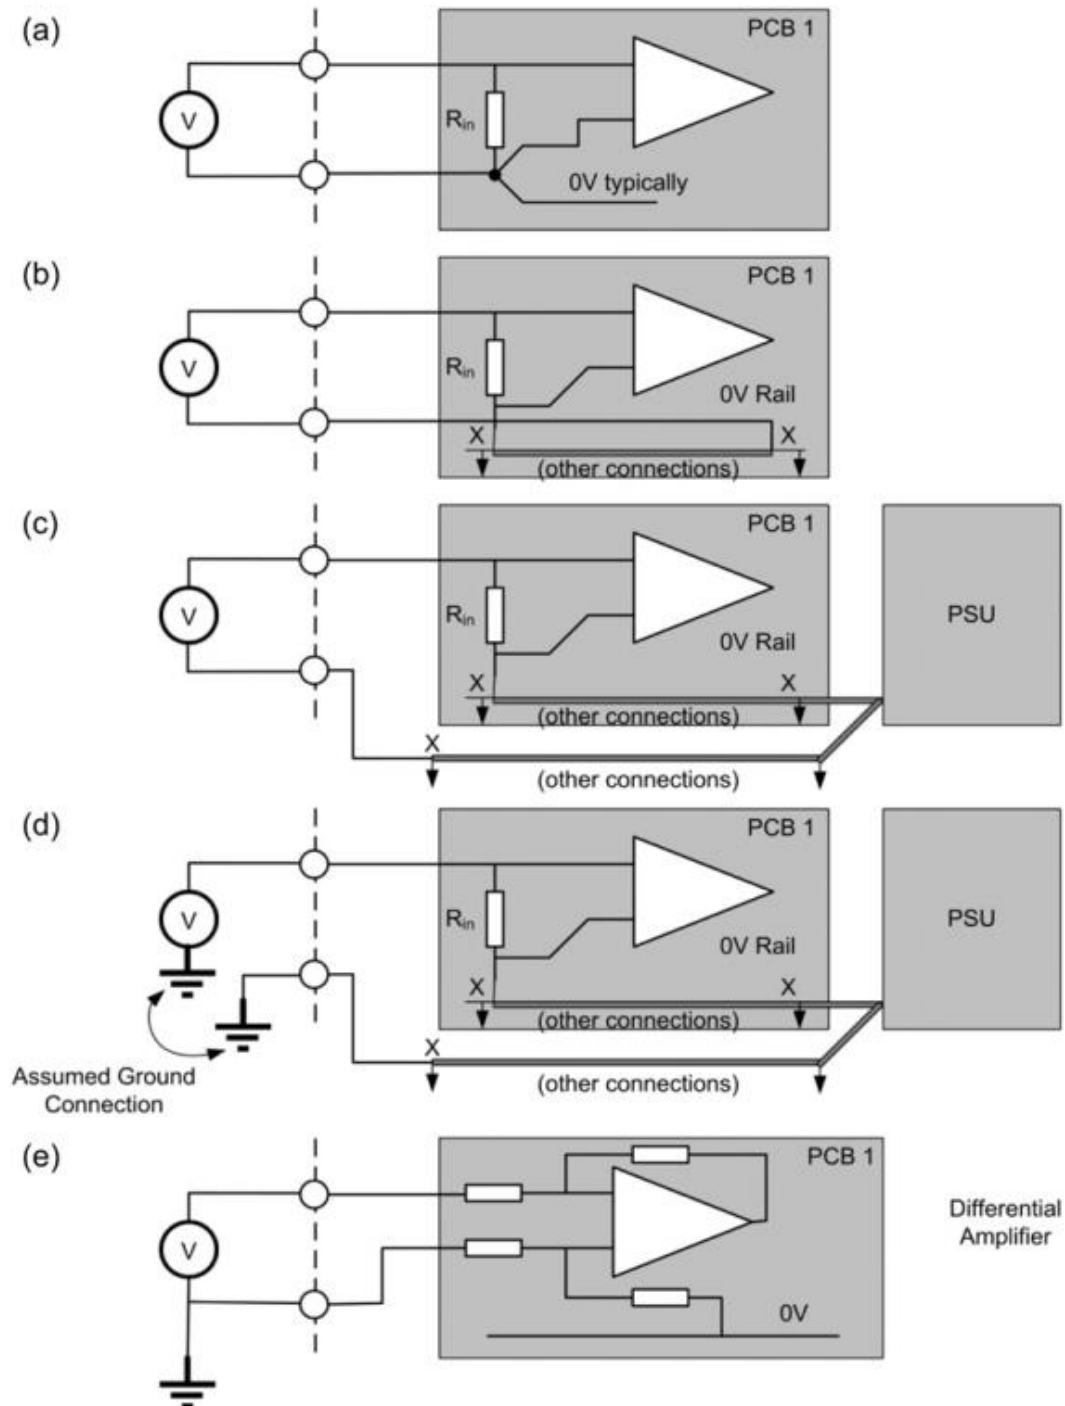 (a)
PCB 1
V
Rin
0V typically
(b)
PCB 1
V
Rin
0V Rail
X X
(other connections)
(c)
PCB 1
V
Rin
PSU
0V Rail
X X
(other connections)
X
(other connections)
(d)
PCB 1
V
Rin
PSU
0V Rail
X X
(other connections)
X
Assumed Ground
Connection
(other connections)
(e)
PCB 1
V
Differential
Amplifier
0V